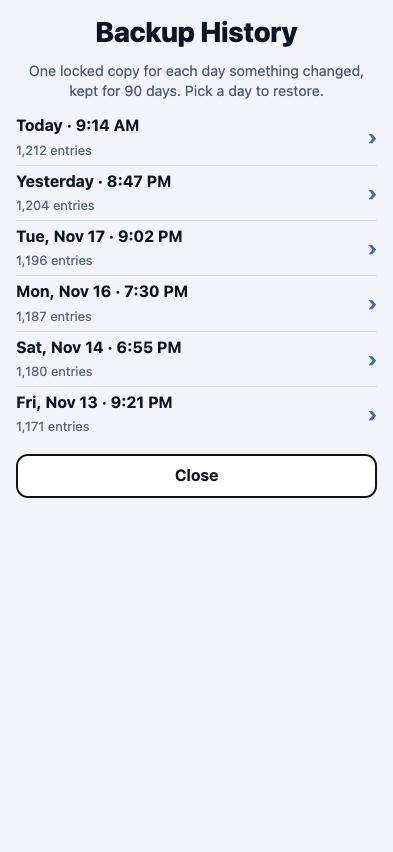 Backup History
One locked copy for each day something changed,
kept for 90 days. Pick a day to restore.
Today · 9:14 AM
1,212 entries
Yesterday · 8:47 PM
1,204 entries
Tue, Nov 17 · 9:02 PM
1,196 entries
Mon, Nov 16 · 7:30 PM
1,187 entries
Sat, Nov 14 · 6:55 PM
1,180 entries
Fri, Nov 13 · 9:21 PM
1,171 entries
Close